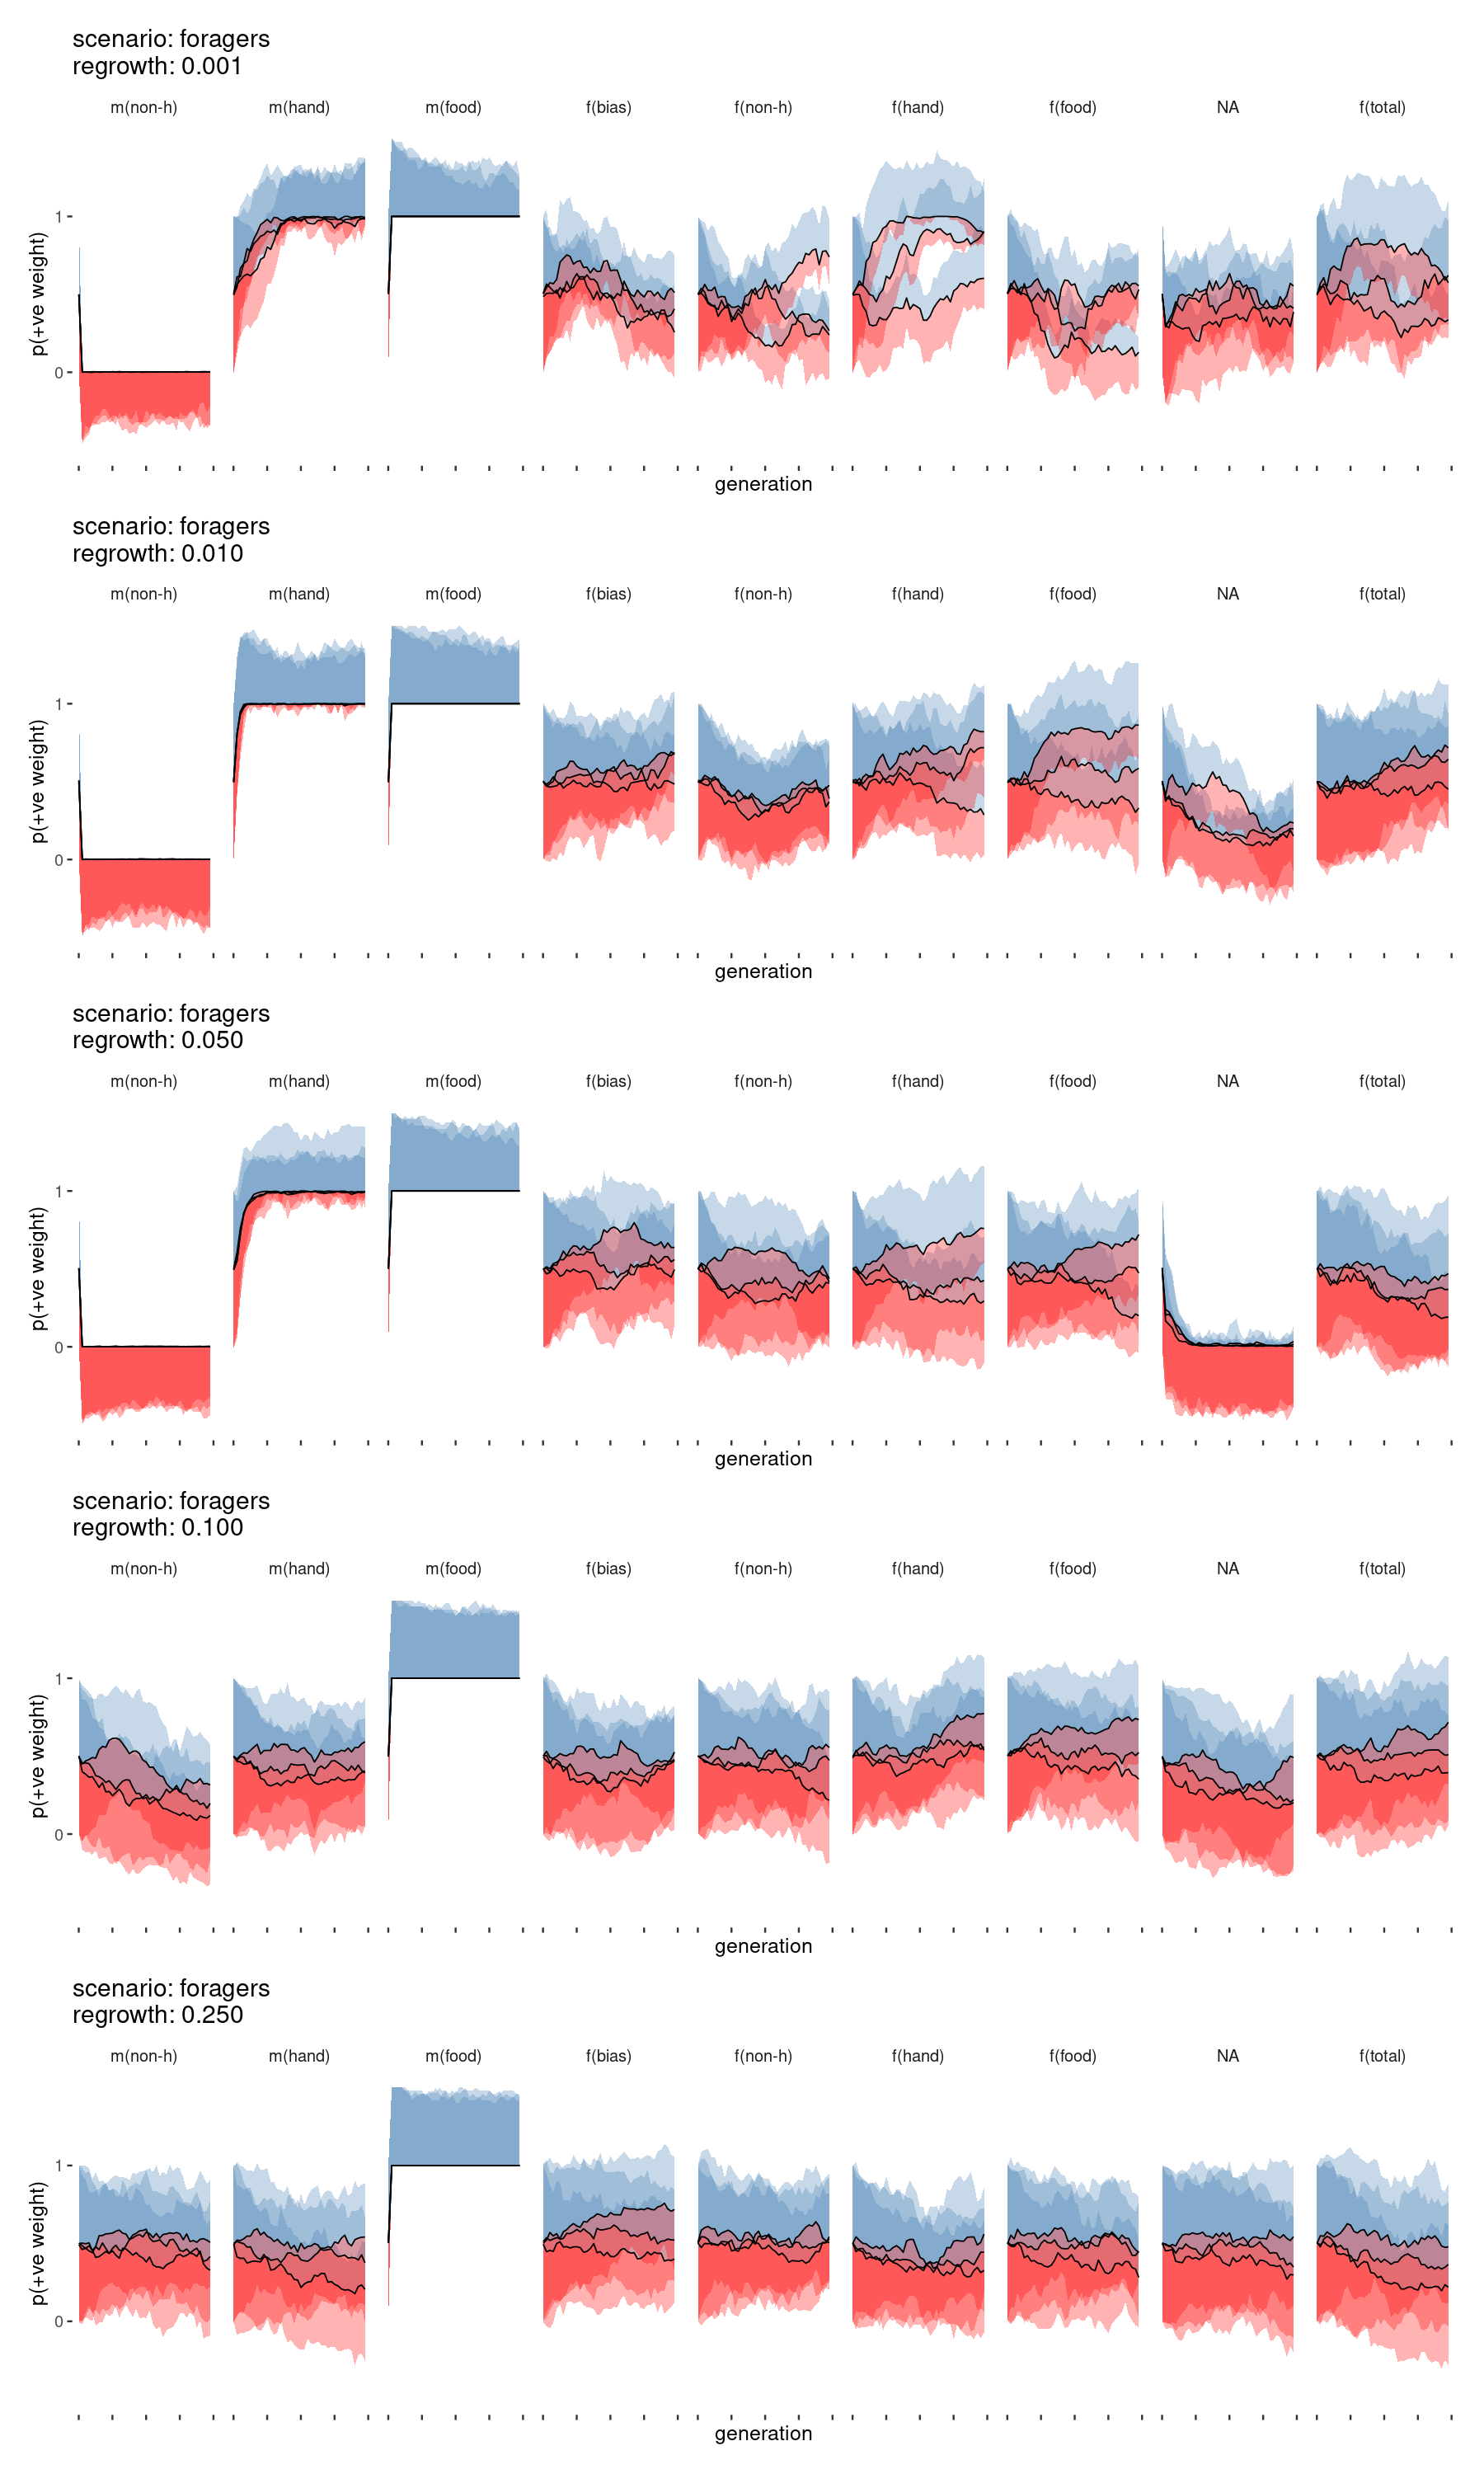 scenario: foragers
regrowth: 0.001
m(non-h) m(hand) m(food) f(bias) f(non-h) f(hand) f(food) NA f(total)
p(+ve weight)
1
0
generation
scenario: foragers
regrowth: 0.010
m(non-h) m(hand) m(food) f(bias) f(non-h) f(hand) f(food) NA f(total)
p(+ve weight)
1
0
generation
scenario: foragers
regrowth: 0.050
m(non-h) m(hand) m(food) f(bias) f(non-h) f(hand) f(food) NA f(total)
p(+ve weight)
1
0
generation
scenario: foragers
regrowth: 0.100
m(non-h) m(hand) m(food) f(bias) f(non-h) f(hand) f(food) NA f(total)
p(+ve weight)
1
0
generation
scenario: foragers
regrowth: 0.250
m(non-h) m(hand) m(food) f(bias) f(non-h) f(hand) f(food) NA f(total)
p(+ve weight)
1
0
generation